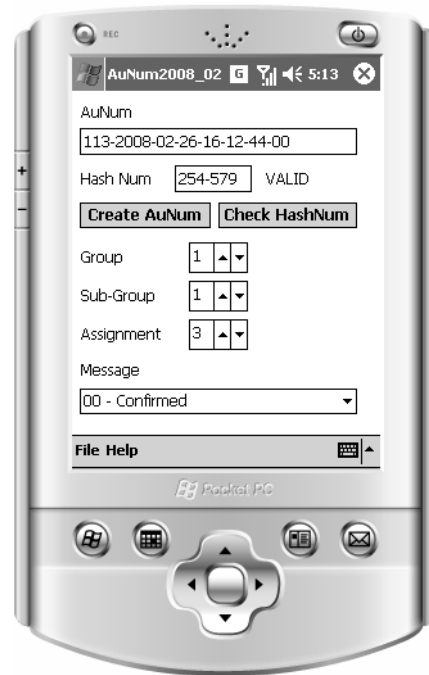 REC
AuNum2008_02 G 5:13
AuNum
113-2008-02-26-16-12-44-00
Hash Num 254-579 VALID
Create AuNum Check HashNum
Group 1
Sub-Group 1
Assignment 3
Message
00 - Confirmed
File Help
Pocket PC